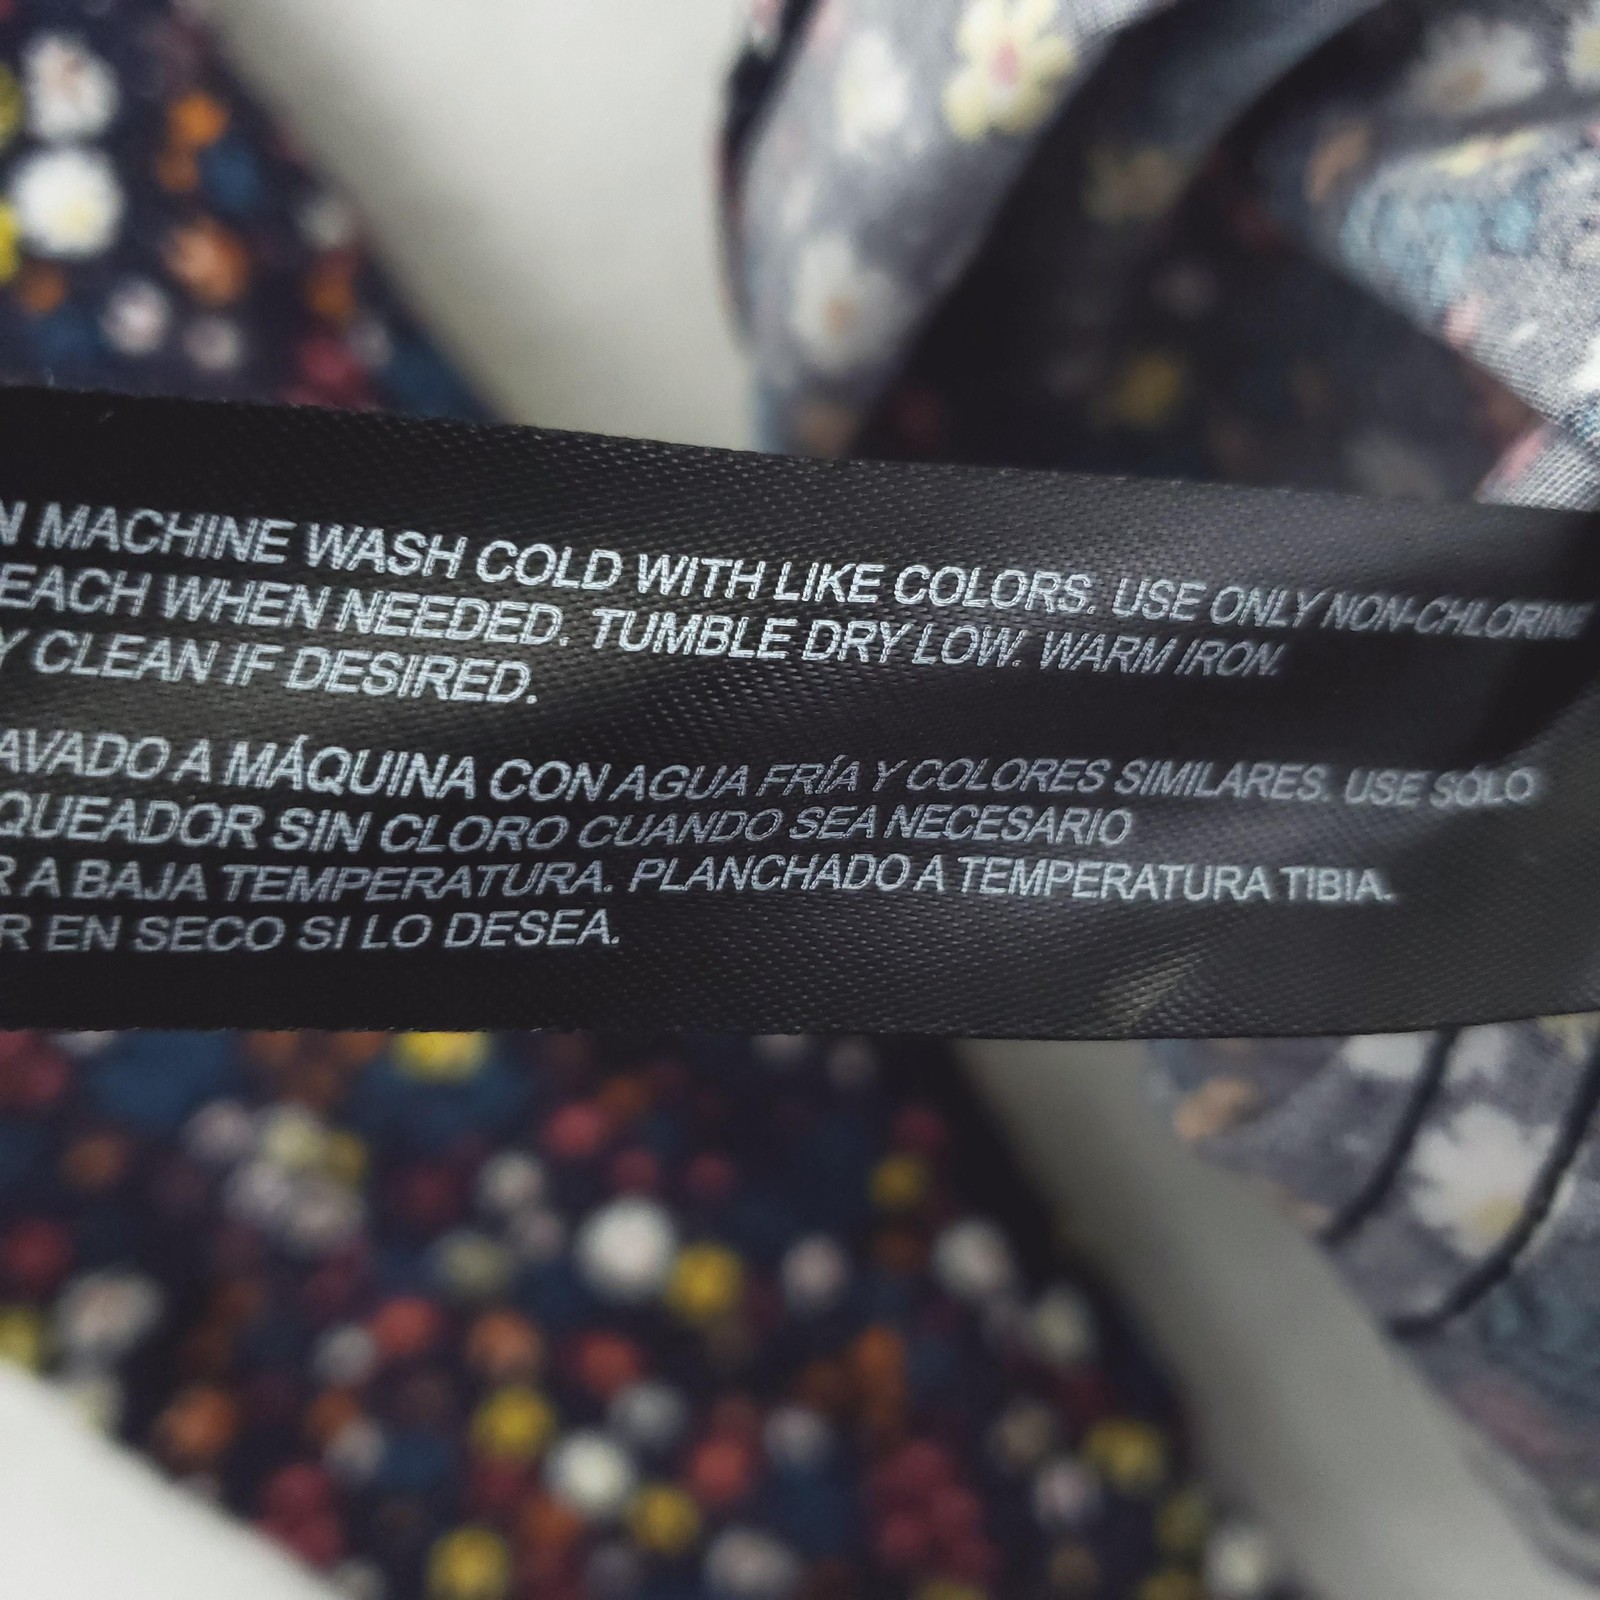 N MACHINE WASH COLD WITH LIKE COLORS. USE ONLY NON-CHLORINE
EACH WHEN NEEDED. TUMBLE DRY LOW. WARM IRON.
Y CLEAN IF DESIRED.
AVADO A MÁQUINA CON AGUA FRÍA Y COLORES SIMILARES. USE SÓLO
QUEADOR SIN CLORO CUANDO SEA NECESARIO
R A BAJA TEMPERATURA. PLANCHADO A TEMPERATURA TIBIA.
R EN SECO SI LO DESEA.